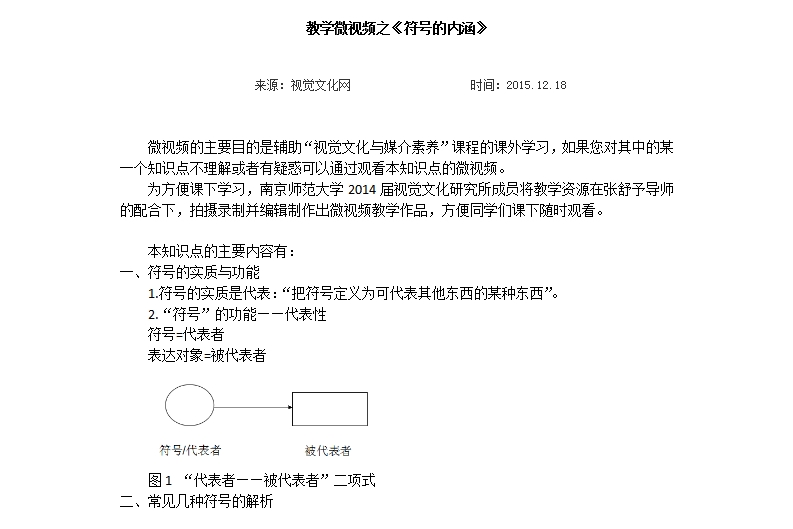 教学微视频之《符号的内涵》
来源：视觉文化网 时间：2015.12.18
微视频的主要目的是辅助“视觉文化与媒介素养”课程的课外学习，如果您对其中的某
一个知识点不理解或者有疑惑可以通过观看本知识点的微视频。
为方便课下学习，南京师范大学 2014 届视觉文化研究所成员将教学资源在张舒予导师
的配合下，拍摄录制并编辑制作出微视频教学作品，方便同学们课下随时观看。
本知识点的主要内容有：
一、符号的实质与功能
1.符号的实质是代表：“把符号定义为可代表其他东西的某种东西”。
2.“符号”的功能——代表性
符号=代表者
表达对象=被代表者
符号/代表者 被代表者
图 1 “代表者——被代表者”二项式
二、常见几种符号的解析